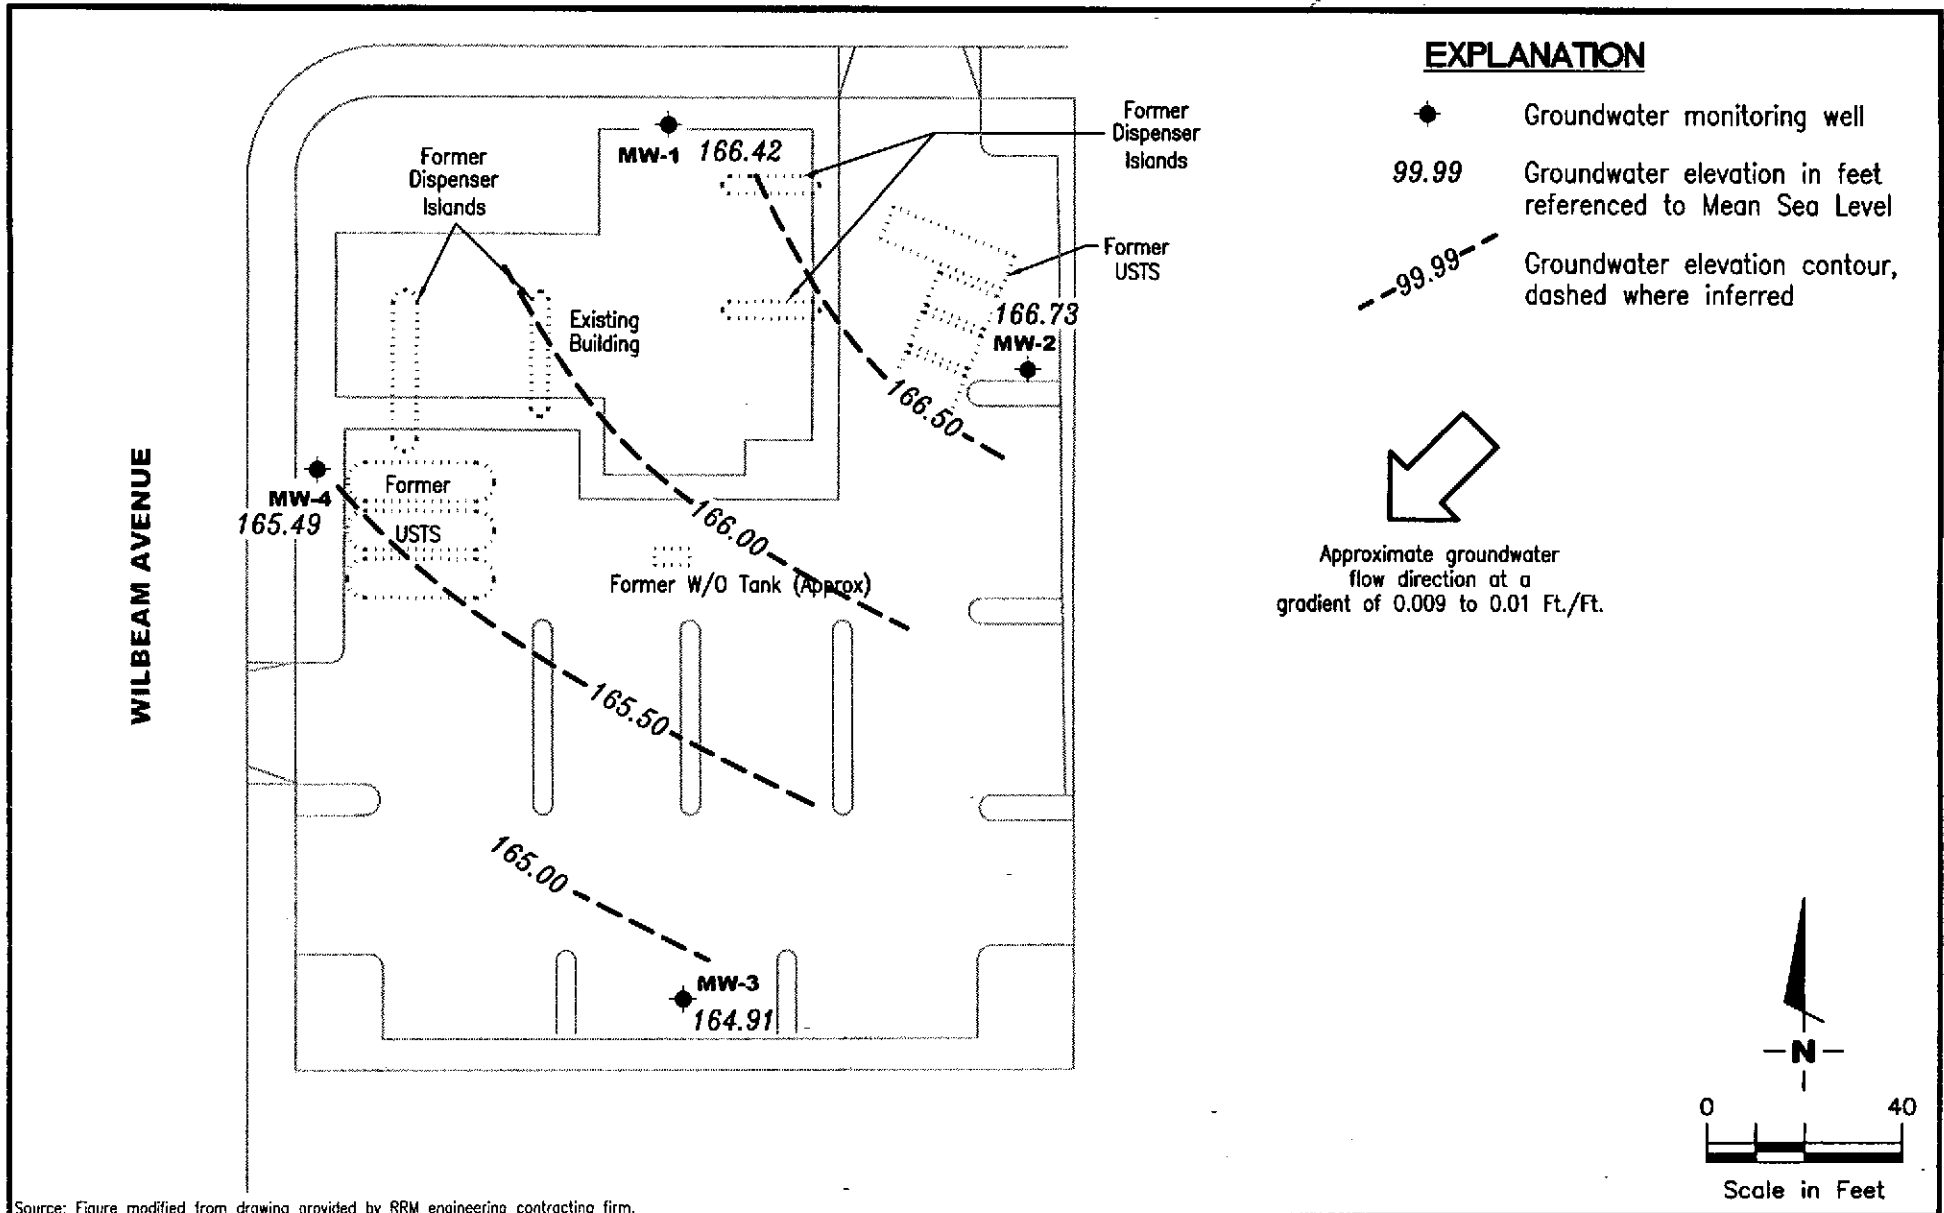 EXPLANATION
Groundwater monitoring well
99.99
Groundwater elevation in feet
referenced to Mean Sea Level
99.99
Groundwater elevation contour,
dashed where inferred
Former
Dispenser
Islands
MW-1
166.42
Former
Dispenser
Islands
Former
USTS
166.73
MW-2
Existing
Building
166.50
WILBEAM AVENUE
MW-4
165.49
Former
USTS
166.00
Former W/O Tank (Approx)
Approximate groundwater
flow direction at a
gradient of 0.009 to 0.01 Ft./Ft.
165.50
165.00
MW-3
164.91
N
0 40
Scale in Feet
Source: Figure modified from drawing provided by RRM engineering contracting firm.